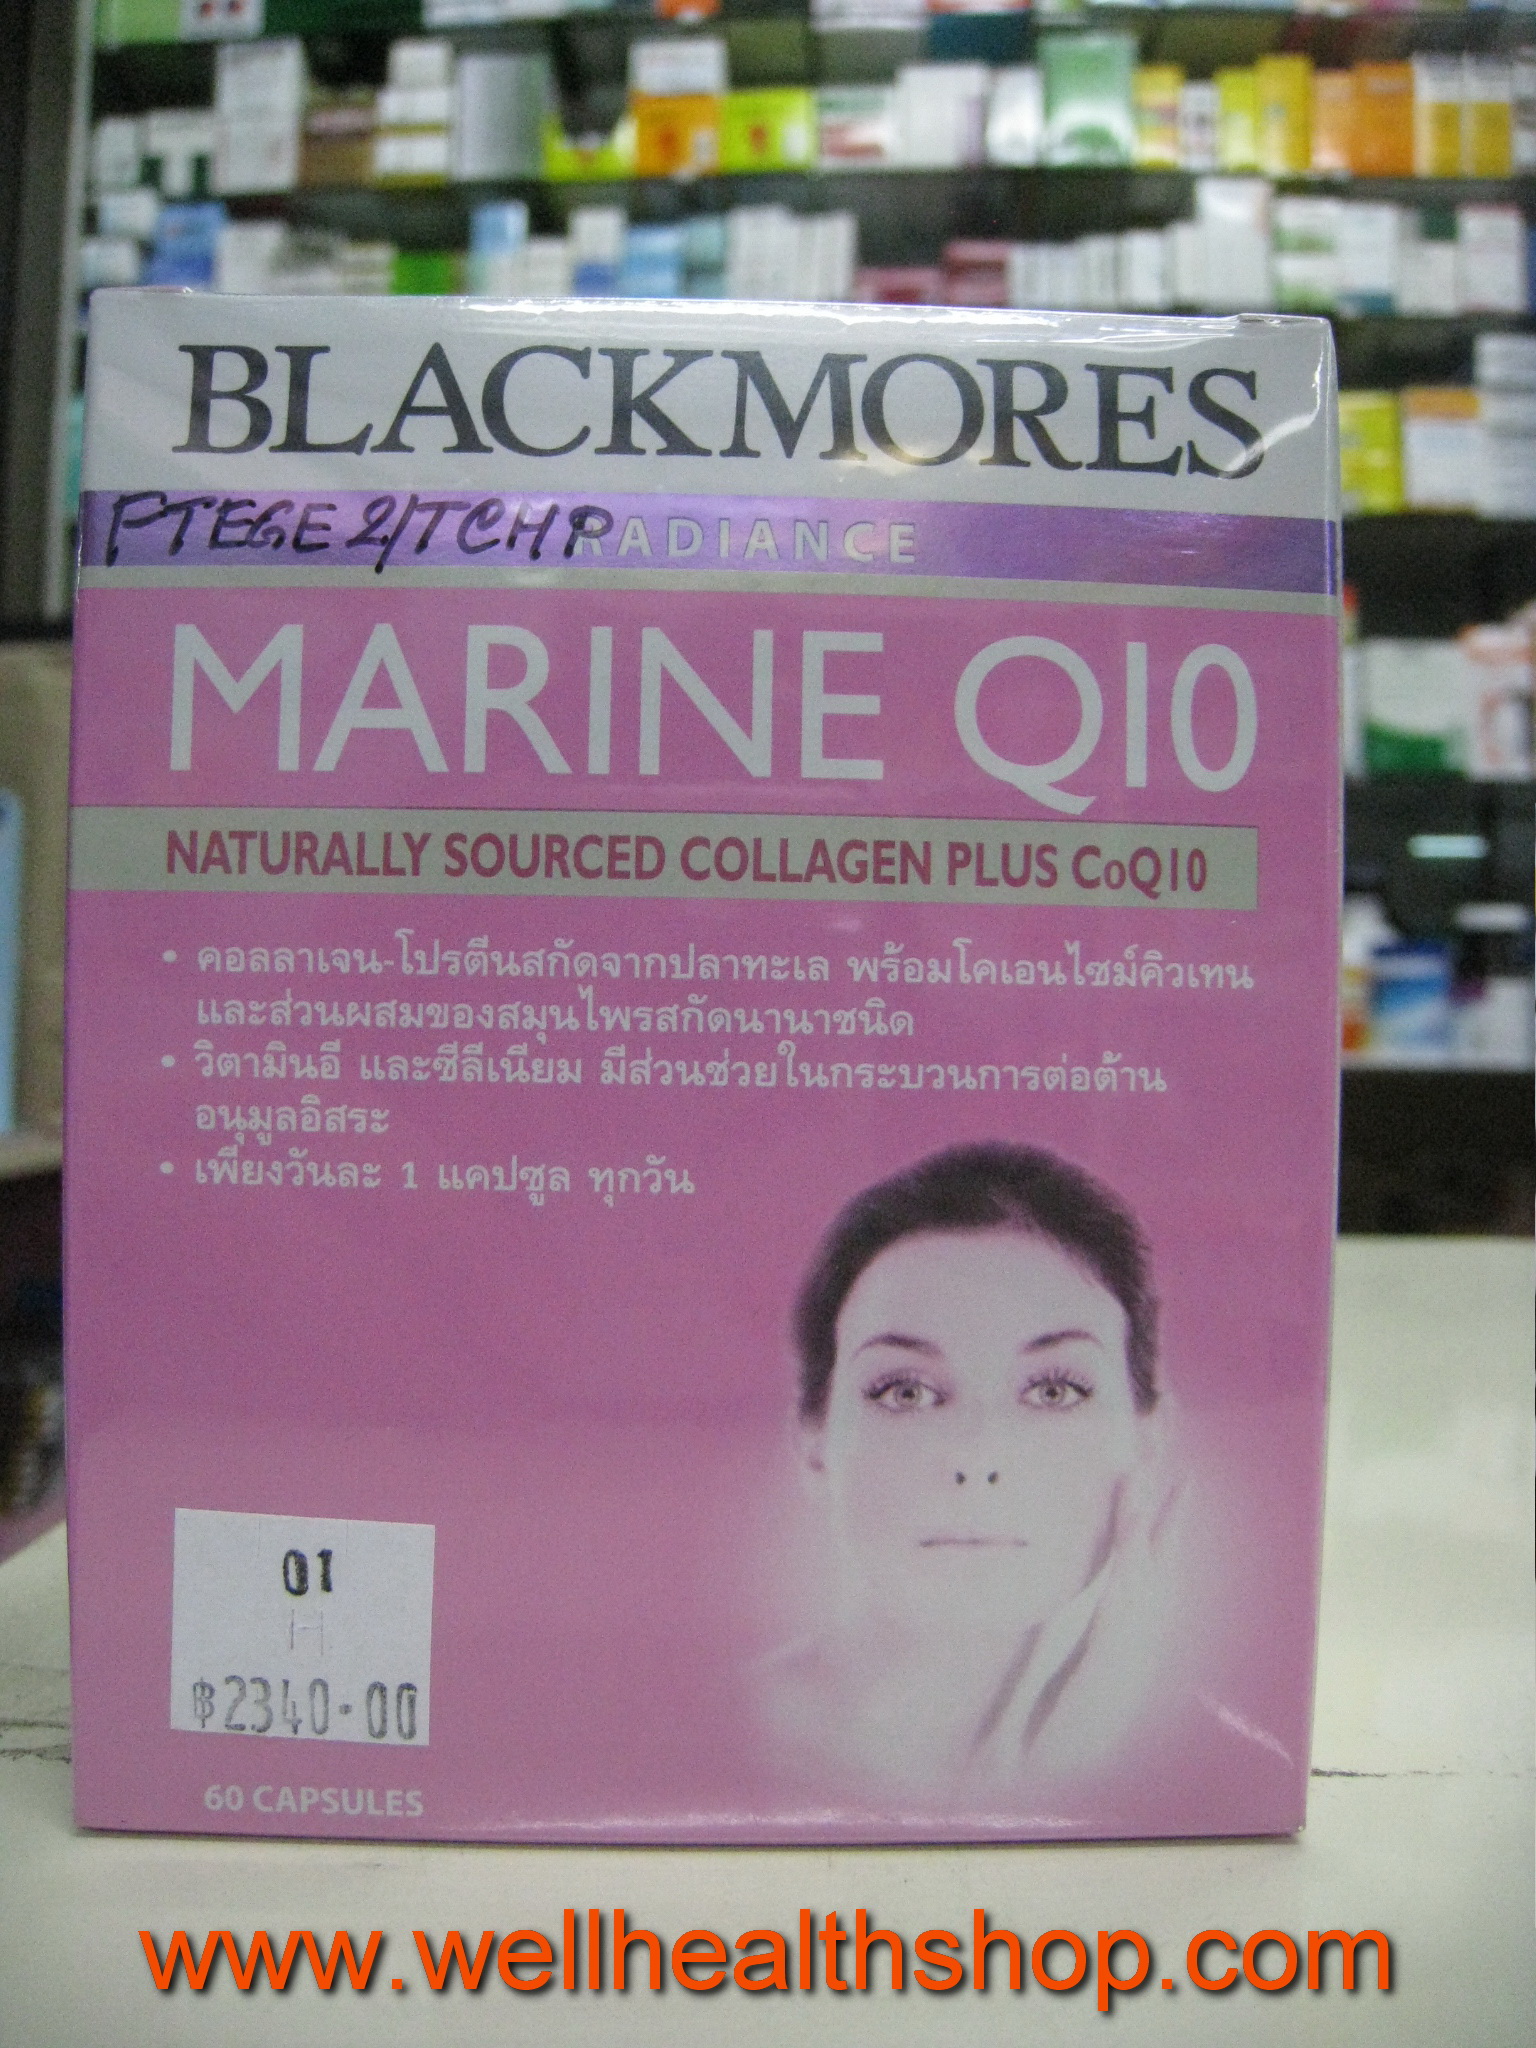 BLACKMORES
PTEGE 2/TCHP RADIANCE
MARINE Q10
NATURALLY SOURCED COLLAGEN PLUS CoQ10
• คอลลาเจน-โปรตีนสกัดจากปลาทะเล พร้อมโคเอนไซม์คิวเทน
และส่วนผสมของสมุนไพรสกัดนานาชนิด
• วิตามินอี และซีลีเนียม มีส่วนช่วยในกระบวนการต่อต้าน
อนุมูลอิสระ
• เพียงวันละ 1 แคปซูล ทุกวัน
01
฿2340.00
60 CAPSULES
www.wellhealthshop.com